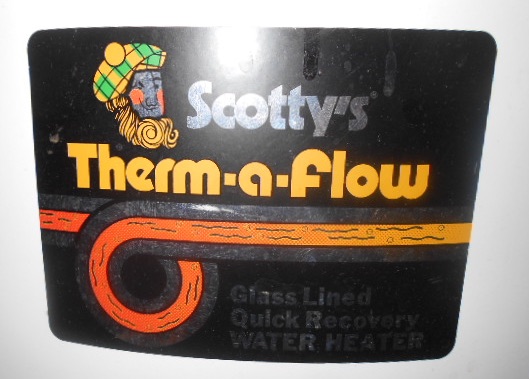 Scotty's
Therm-a-Flow
Glass Lined
Quick Recovery
WATER HEATER